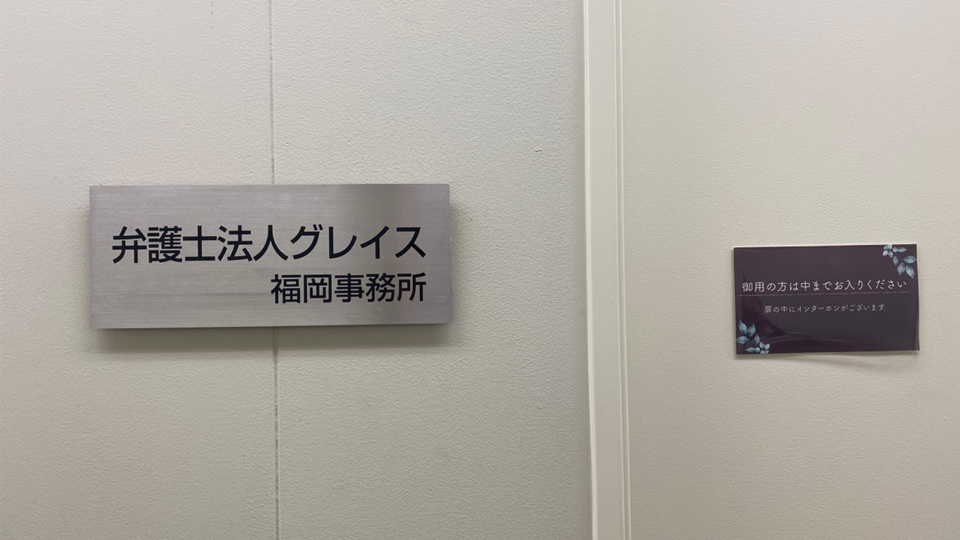 弁護士法人グレイス
福岡事務所
御用の方は中までお入りください
扉の中にインターホンがございます